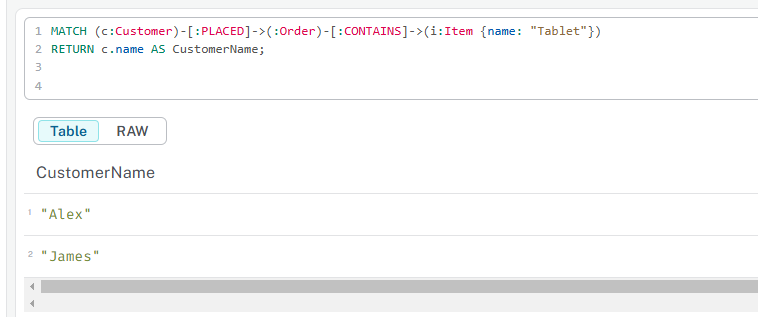 1 MATCH (c:Customer)-[:PLACED]->(:Order)-[:CONTAINS]->(i:Item {name: "Tablet"})
2 RETURN c.name AS CustomerName;
3
4
Table RAW
CustomerName
1 "Alex"
2 "James"